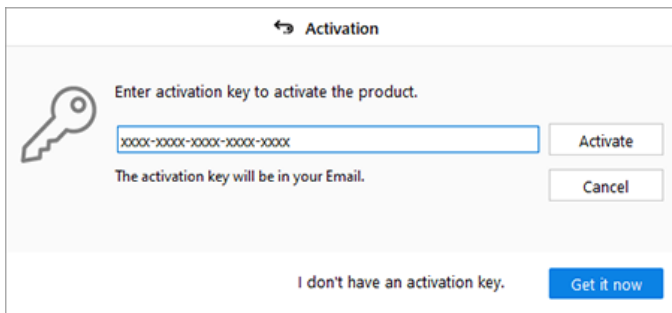 Activation
Enter activation key to activate the product.
xxxx-xxxx-xxxx-xxxx-xxxx
Activate
The activation key will be in your Email.
Cancel
I don't have an activation key.
Get it now